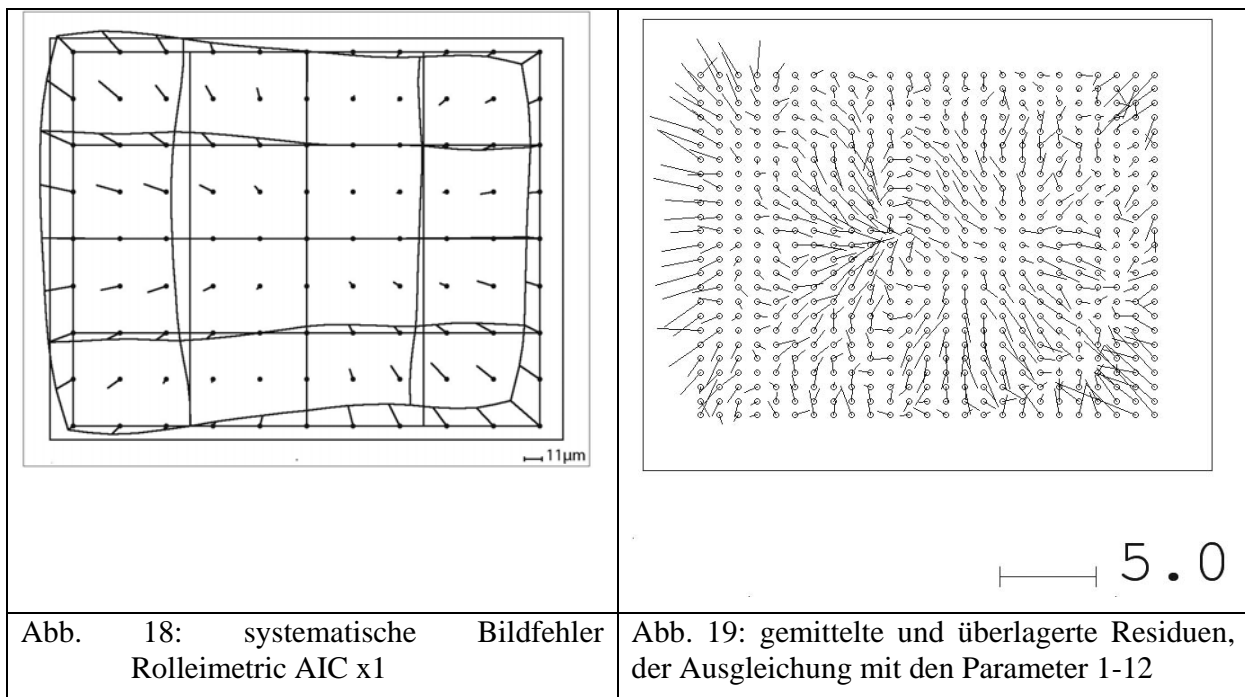 11µm
5.0
Abb. 18: systematische Bildfehler
Rolleimetric AIC x1
Abb. 19: gemittelte und überlagerte Residuen,
der Ausgleichung mit den Parameter 1-12